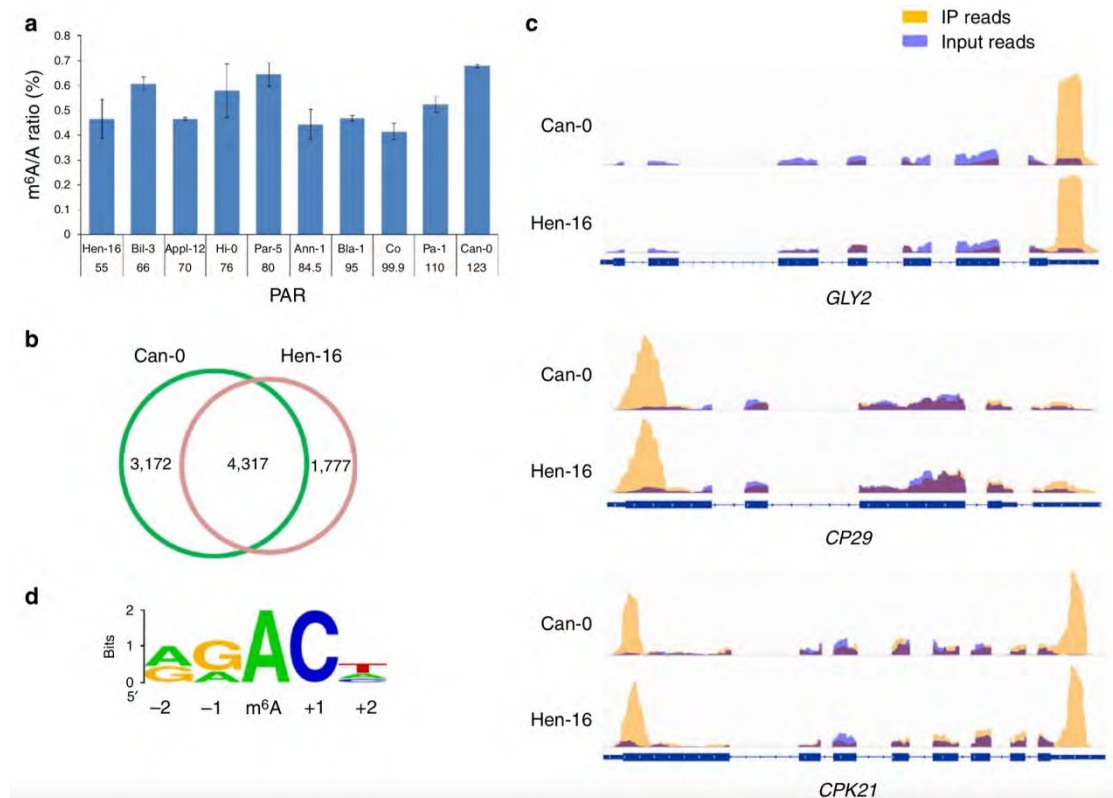 a
m⁶A/A ratio (%)
0.8
0.7
0.6
0.5
0.4
0.3
0.2
0.1
0
Hen-16 Bil-3 Appl-12 Hi-0 Par-5 Ann-1 Bla-1 Co Pa-1 Can-0
55 66 70 76 80 84.5 95 99.9 110 123
PAR
b
Can-0 Hen-16
3,172 4,317 1,777
d
Bits
2
1
0
A G A C T
G A
5′
–2 –1 m⁶A +1 +2
c
IP reads
Input reads
Can-0
Hen-16
GLY2
Can-0
Hen-16
CP29
Can-0
Hen-16
CPK21